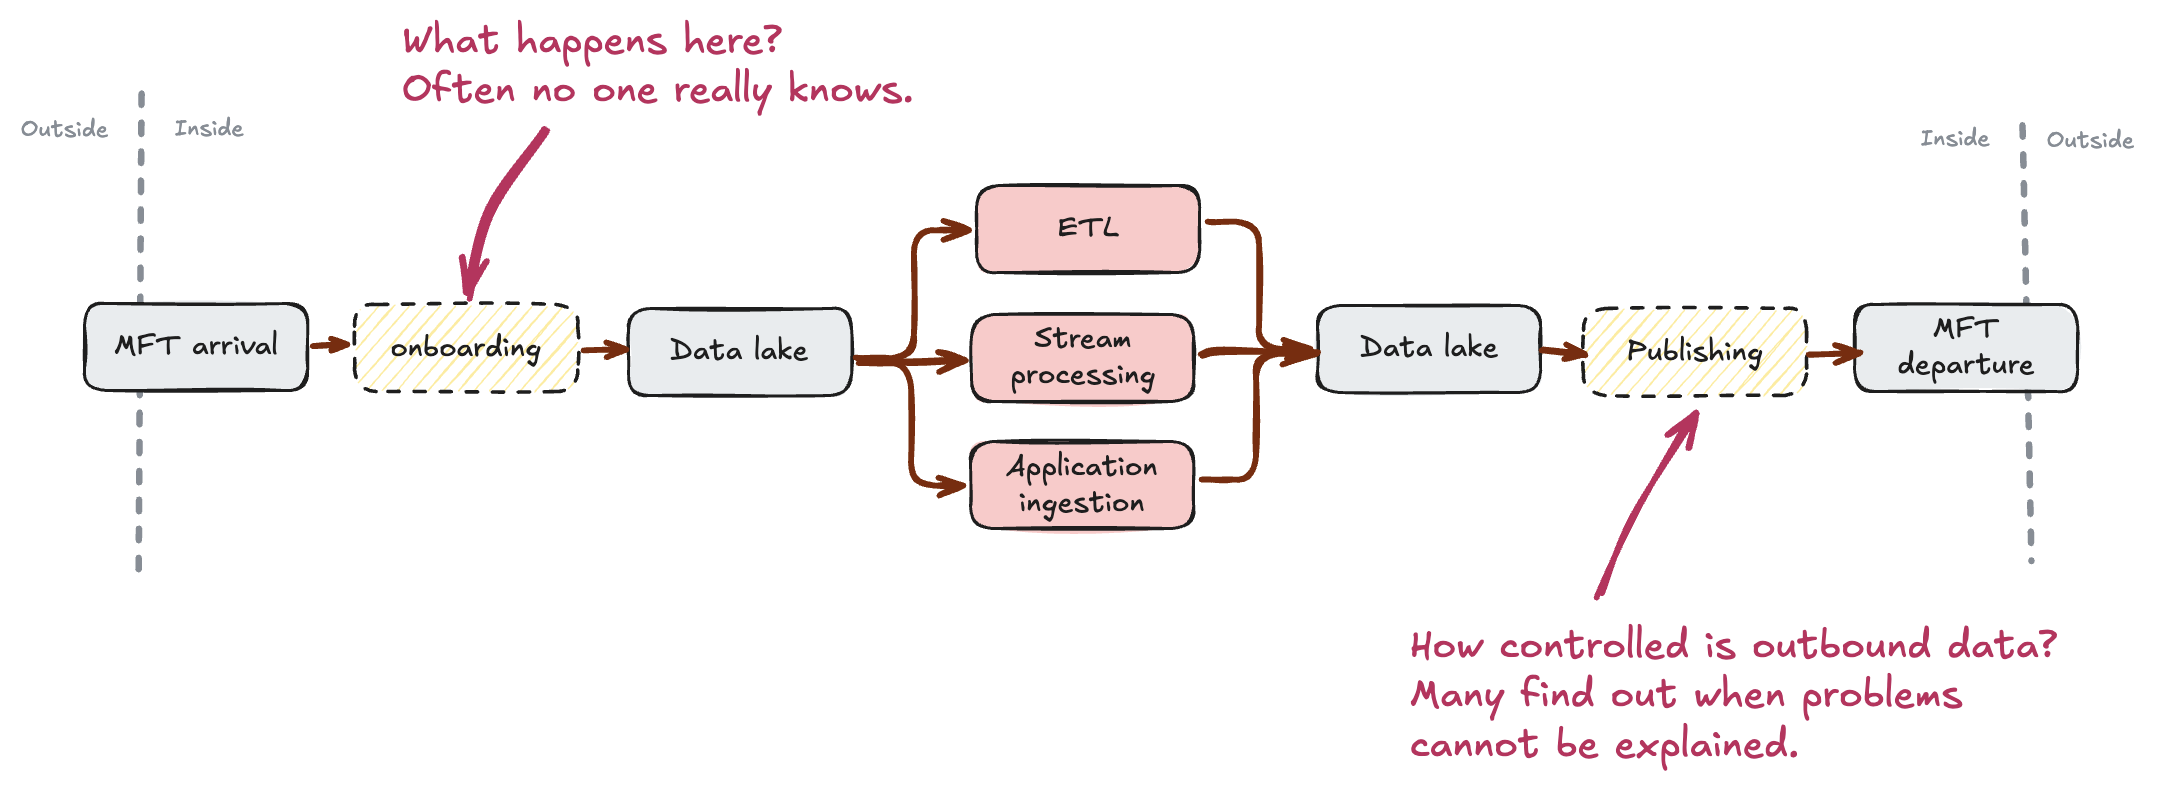 What happens here?
Often no one really knows.
Outside
Inside
Inside
Outside
MFT arrival
onboarding
Data lake
ETL
Stream
processing
Application
ingestion
Data lake
Publishing
MFT
departure
How controlled is outbound data?
Many find out when problems
cannot be explained.